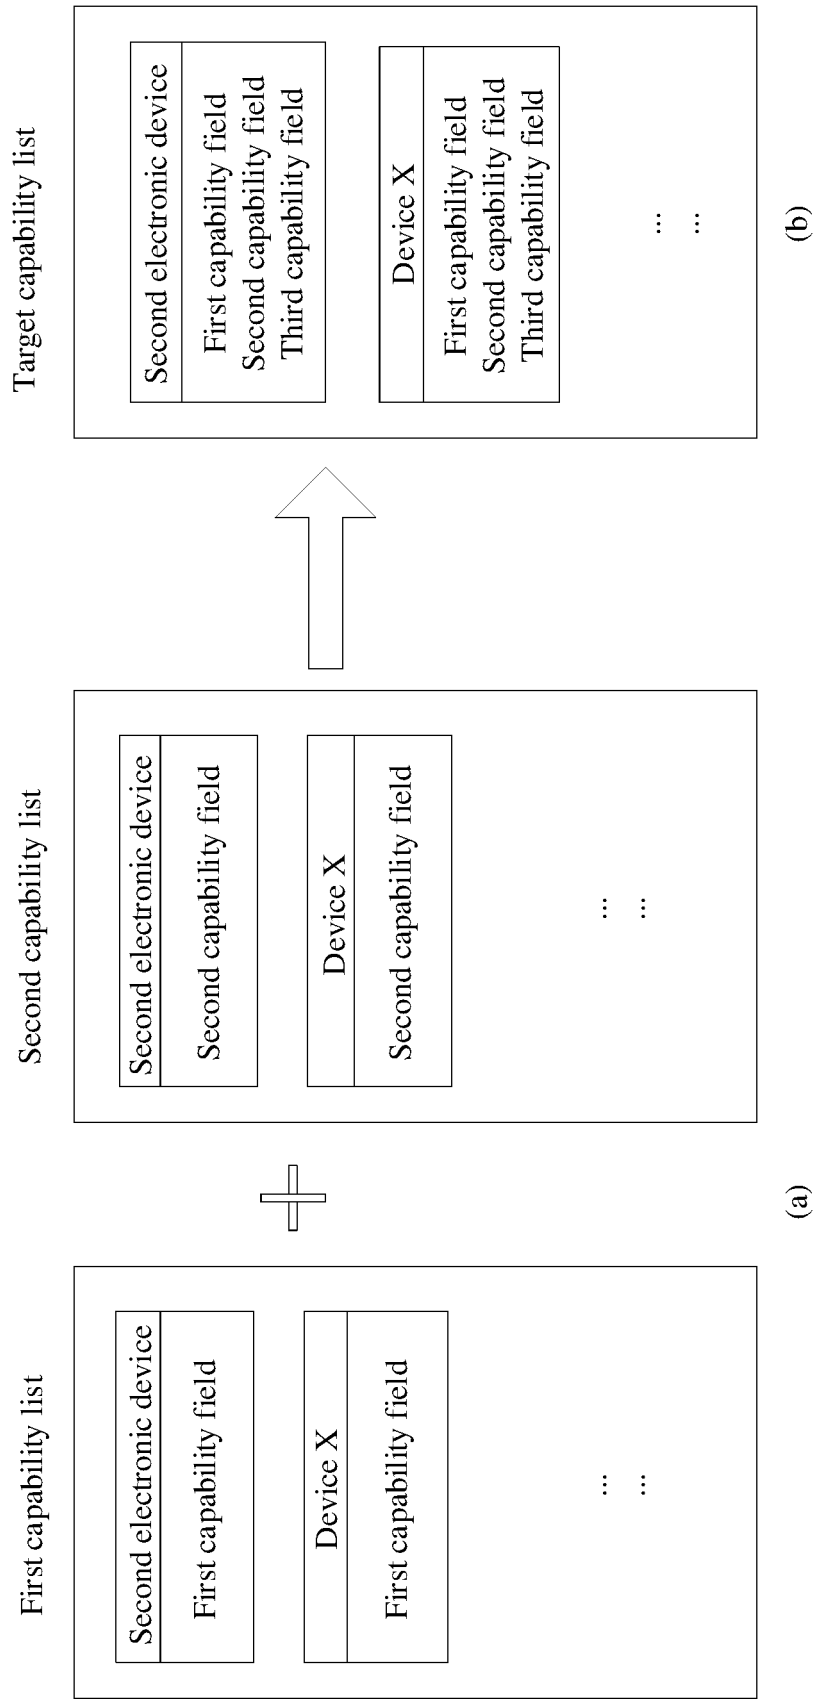 First capability list
Second electronic device
First capability field
Device X
First capability field
...
...
Second capability list
Second electronic device
Second capability field
Device X
Second capability field
...
...
(a)
Target capability list
Second electronic device
First capability field
Second capability field
Third capability field
Device X
First capability field
Second capability field
Third capability field
...
...
(b)